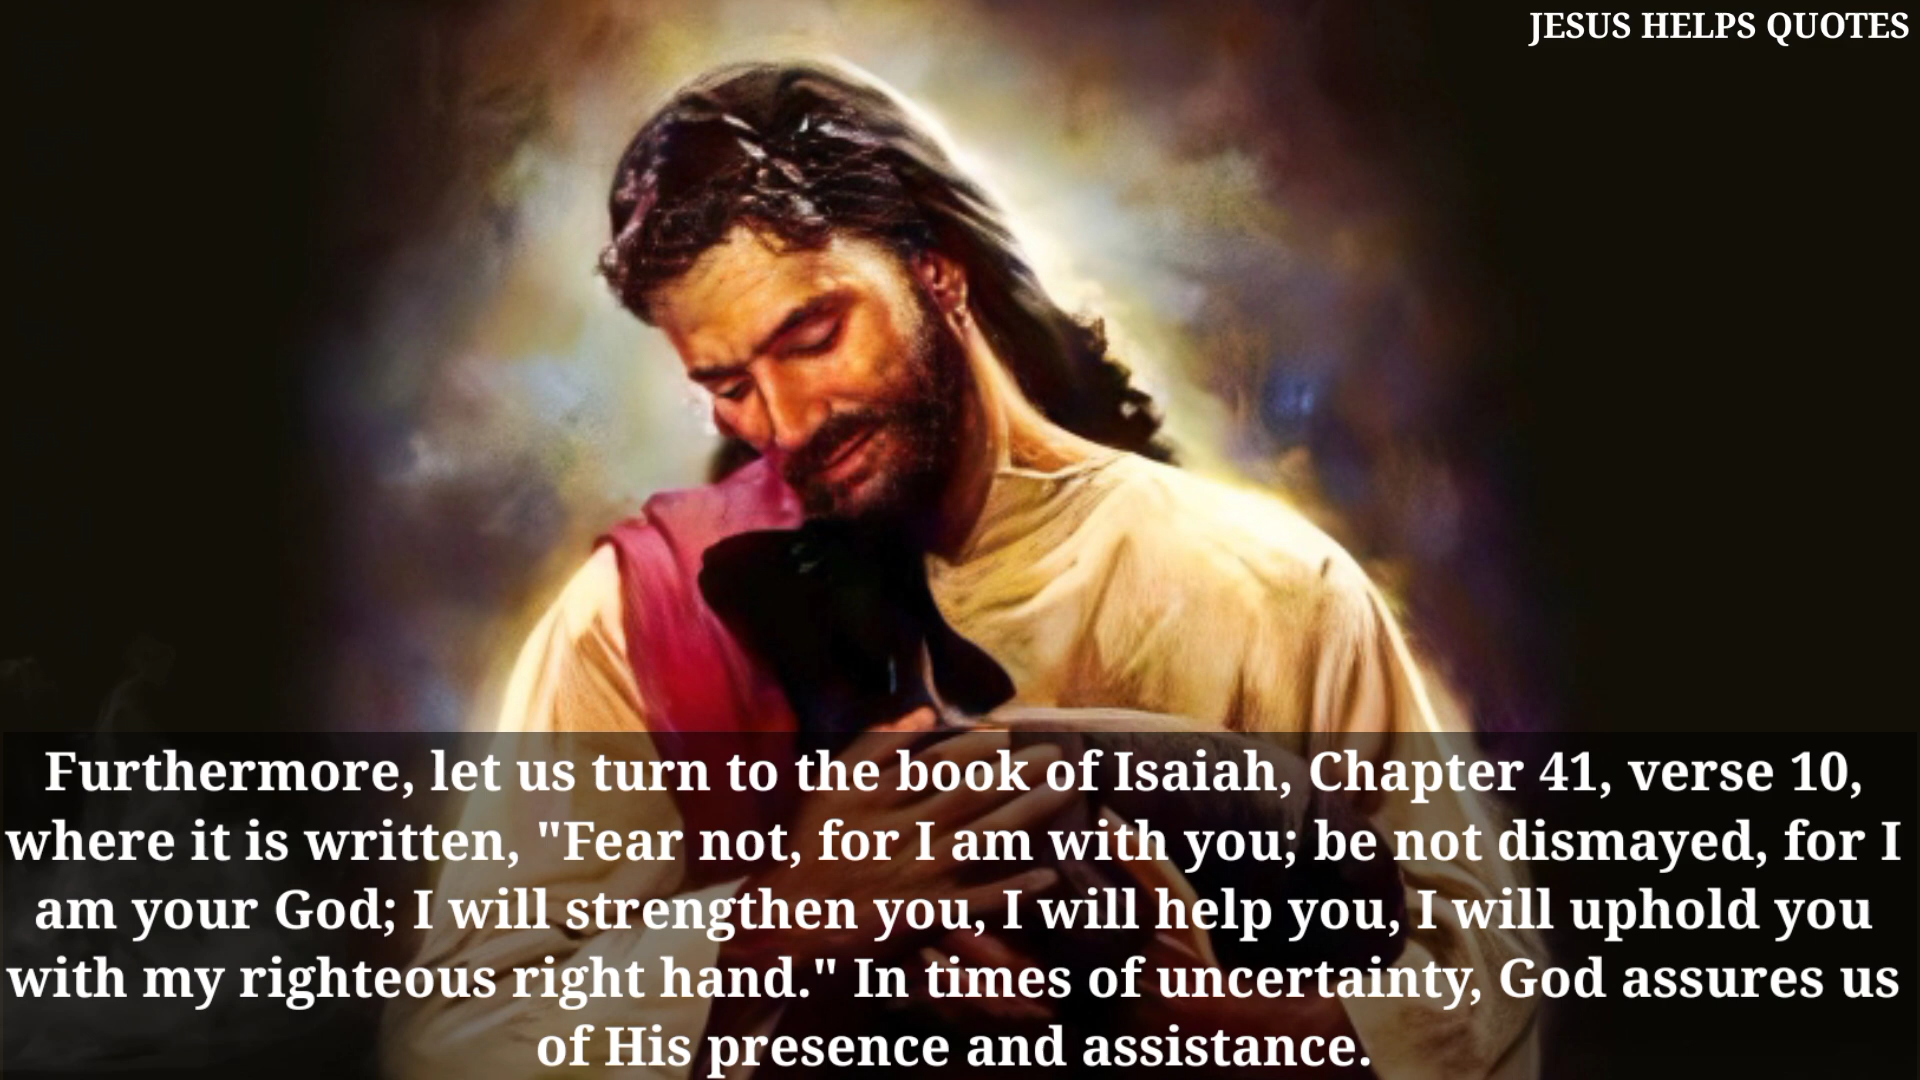 JESUS HELPS QUOTES
Furthermore, let us turn to the book of Isaiah, Chapter 41, verse 10,
where it is written, "Fear not, for I am with you; be not dismayed, for I
am your God; I will strengthen you, I will help you, I will uphold you
with my righteous right hand." In times of uncertainty, God assures us
of His presence and assistance.